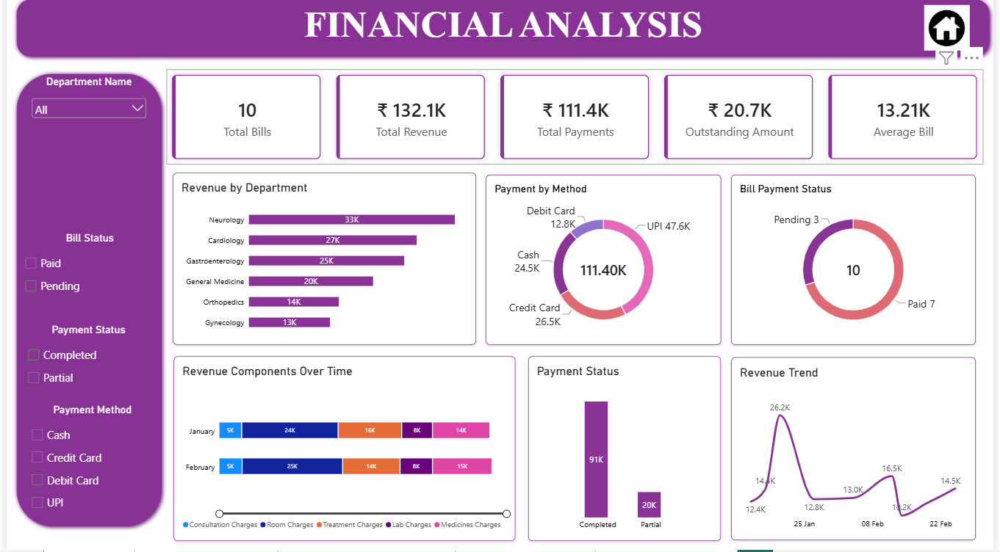 FINANCIAL ANALYSIS
Department Name
All
Bill Status
Paid
Pending
Payment Status
Completed
Partial
Payment Method
Cash
Credit Card
Debit Card
UPI
10
Total Bills
₹ 132.1K
Total Revenue
₹ 111.4K
Total Payments
₹ 20.7K
Outstanding Amount
13.21K
Average Bill
Revenue by Department
Neurology 33K
Cardiology 27K
Gastroenterology 25K
General Medicine 20K
Orthopedics 14K
Gynecology 13K
Payment by Method
Debit Card
12.8K
UPI 47.6K
Cash
24.5K
111.40K
Credit Card
26.5K
Bill Payment Status
Pending 3
10
Paid 7
Revenue Components Over Time
January 5K 24K 16K 8K 14K
February 5K 25K 14K 8K 15K
Consultation Charges Room Charges Treatment Charges Lab Charges Medicines Charges
Payment Status
91K
20K
Completed Partial
Revenue Trend
26.2K
16.5K
14.4K
14.5K
13.0K
12.4K
12.8K
10.2K
25 Jan 08 Feb 22 Feb